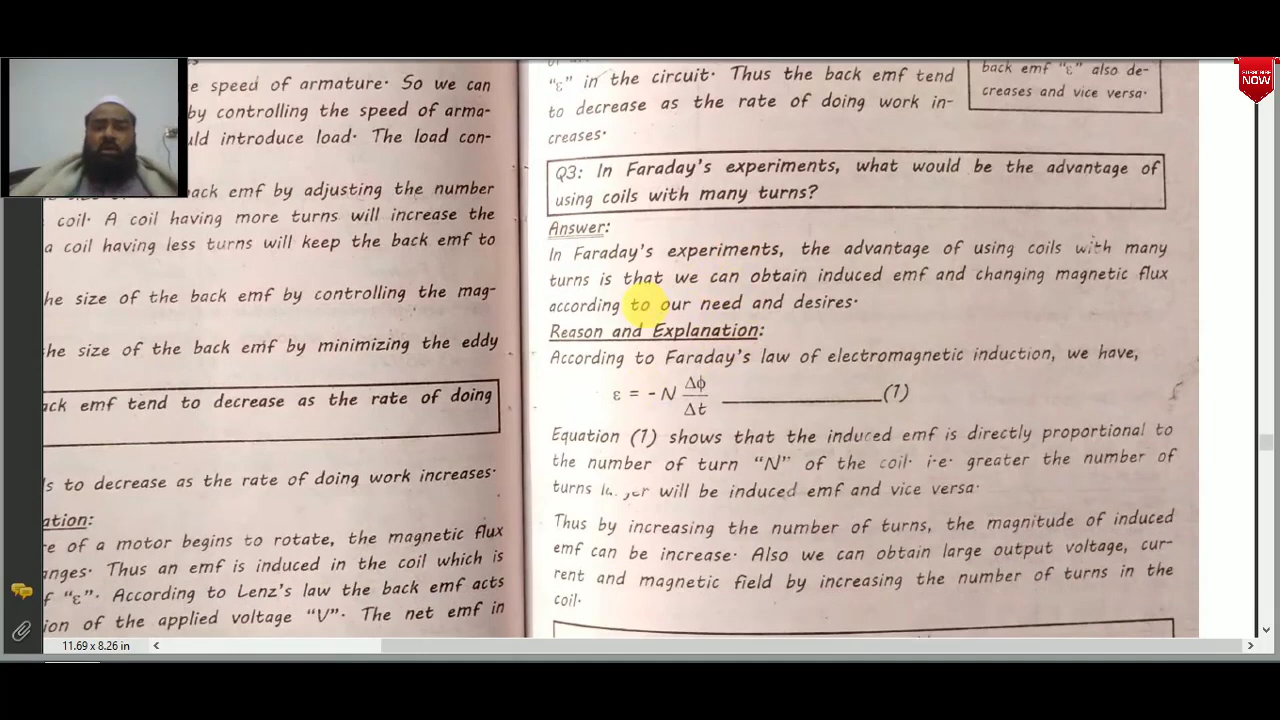 e speed of armature. So we can
by controlling the speed of arma-
uld introduce load. The load con-
back emf by adjusting the number
coil. A coil having more turns will increase the
a coil having less turns will keep the back emf to
he size of the back emf by controlling the mag-
the size of the back emf by minimizing the eddy
ack emf tend to decrease as the rate of doing
ds to decrease as the rate of doing work increases.
ation:
re of a motor begins to rotate, the magnetic flux
anges. Thus an emf is induced in the coil which is
f "ε". According to Lenz's law the back emf acts
ion of the applied voltage "V". The net emf in
"ε" in the circuit. Thus the back emf tend
to decrease as the rate of doing work in-
creases.
back emf "ε" also de-
creases and vice versa.
Q3: In Faraday's experiments, what would be the advantage of
using coils with many turns?
Answer:
In Faraday's experiments, the advantage of using coils with many
turns is that we can obtain induced emf and changing magnetic flux
according to our need and desires.
Reason and Explanation:
According to Faraday's law of electromagnetic induction, we have,
ε = - N Δϕ/Δt ____________(1)
Equation (1) shows that the induced emf is directly proportional to
the number of turn "N" of the coil. i.e. greater the number of
turns will be induced emf and vice versa.
Thus by increasing the number of turns, the magnitude of induced
emf can be increase. Also we can obtain large output voltage, cur-
rent and magnetic field by increasing the number of turns in the
coil.
11.69 x 8.26 in
SUBSCRIBE
NOW